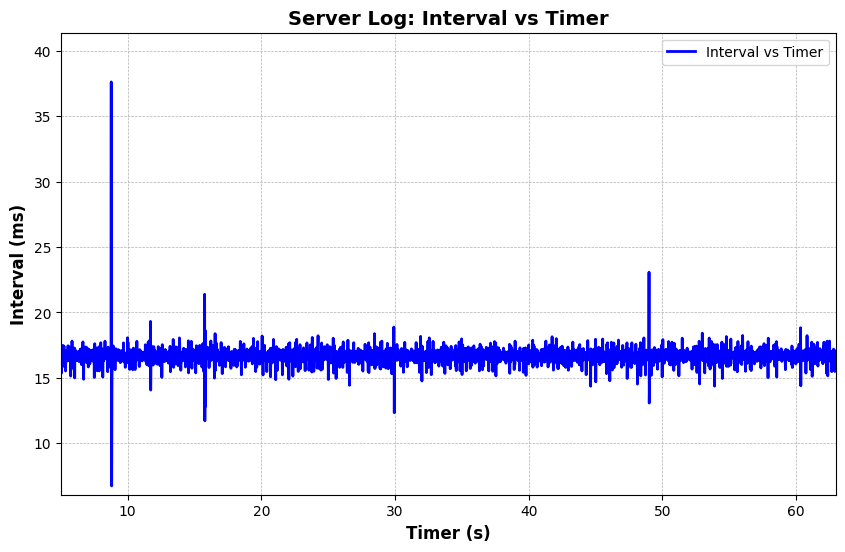 Server Log: Interval vs Timer
Interval vs Timer
Interval (ms)
40
35
30
25
20
15
10
10 20 30 40 50 60
Timer (s)